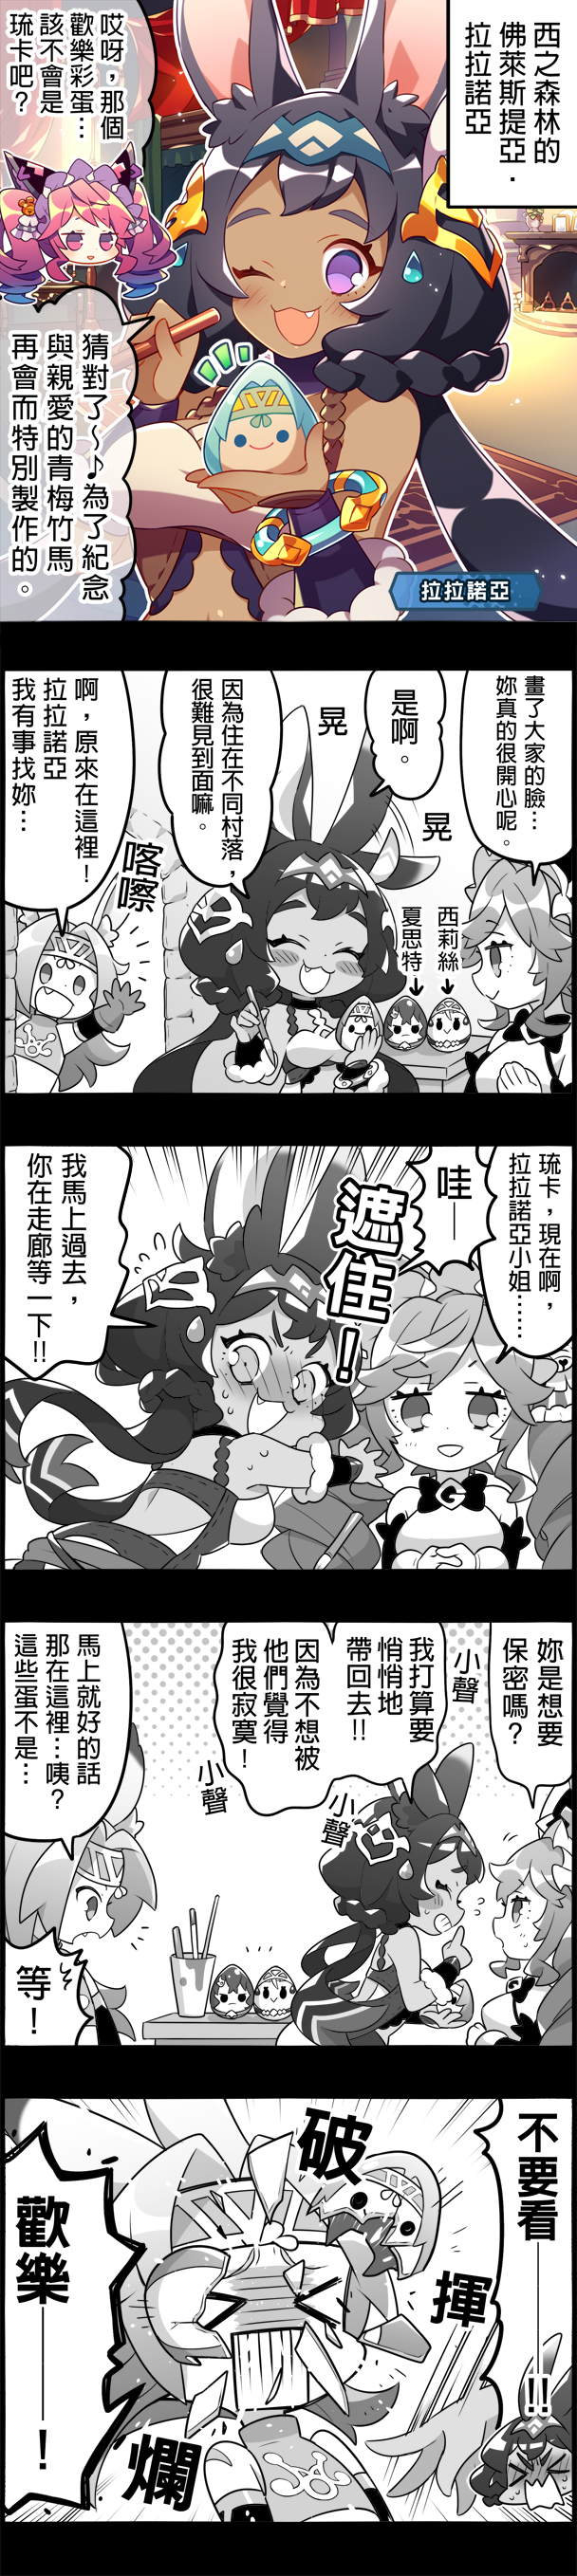 西之森林的
佛萊斯提亞．
拉拉諾亞
哎呀，那個
歡樂彩蛋…
該不會是
琉卡吧？
猜對了～♪為了紀念
與親愛的青梅竹馬
再會而特別製作的。
拉拉諾亞
畫了大家的臉…
妳真的很開心呢。
是啊。
晃
晃
因為住在不同村落，
很難見到面嘛。
西莉絲
夏思特
喀嚓
啊，原來在這裡！
拉拉諾亞
我有事找妳…
琉卡，現在啊，
拉拉諾亞小姐……
哇—
遮住！
我馬上過去，
你在走廊等一下!!
妳是想要
保密嗎？
小聲
我打算要
悄悄地
帶回去!!
因為不想被
他們覺得
我很寂寞！
小聲
小聲
馬上就好的話
那在這裡…咦？
這些蛋不是…
等！
不要看——!!
破
揮
爛
歡樂——！